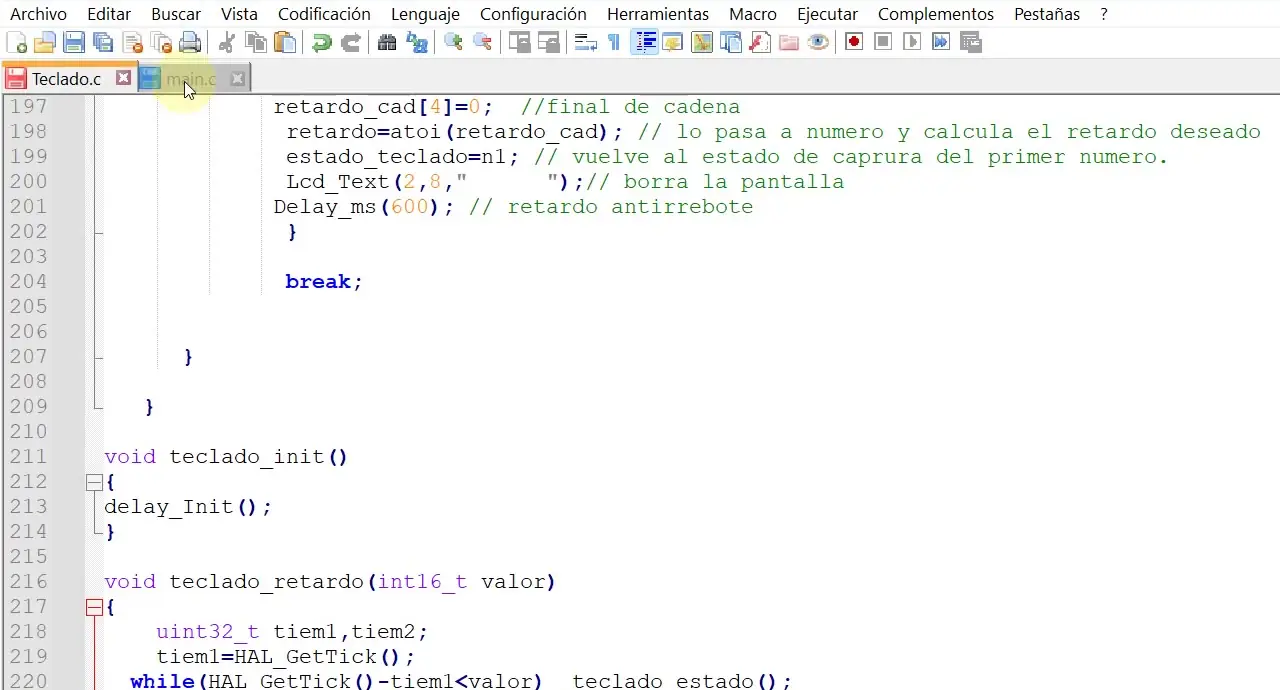 Archivo Editar Buscar Vista Codificación Lenguaje Configuración Herramientas Macro Ejecutar Complementos Pestañas ?
Teclado.c main.c
197 retardo_cad[4]=0; //final de cadena
198 retardo=atoi(retardo_cad); // lo pasa a numero y calcula el retardo deseado
199 estado_teclado=n1; // vuelve al estado de caprura del primer numero.
200 Lcd_Text(2,8,"      ");// borra la pantalla
201 Delay_ms(600); // retardo antirrebote
202 }
203
204 break;
205
206
207 }
208
209 }
210
211 void teclado_init()
212 {
213 delay_Init();
214 }
215
216 void teclado_retardo(int16_t valor)
217 {
218 uint32_t tiem1,tiem2;
219 tiem1=HAL_GetTick();
220 while(HAL_GetTick()-tiem1<valor) teclado_estado();